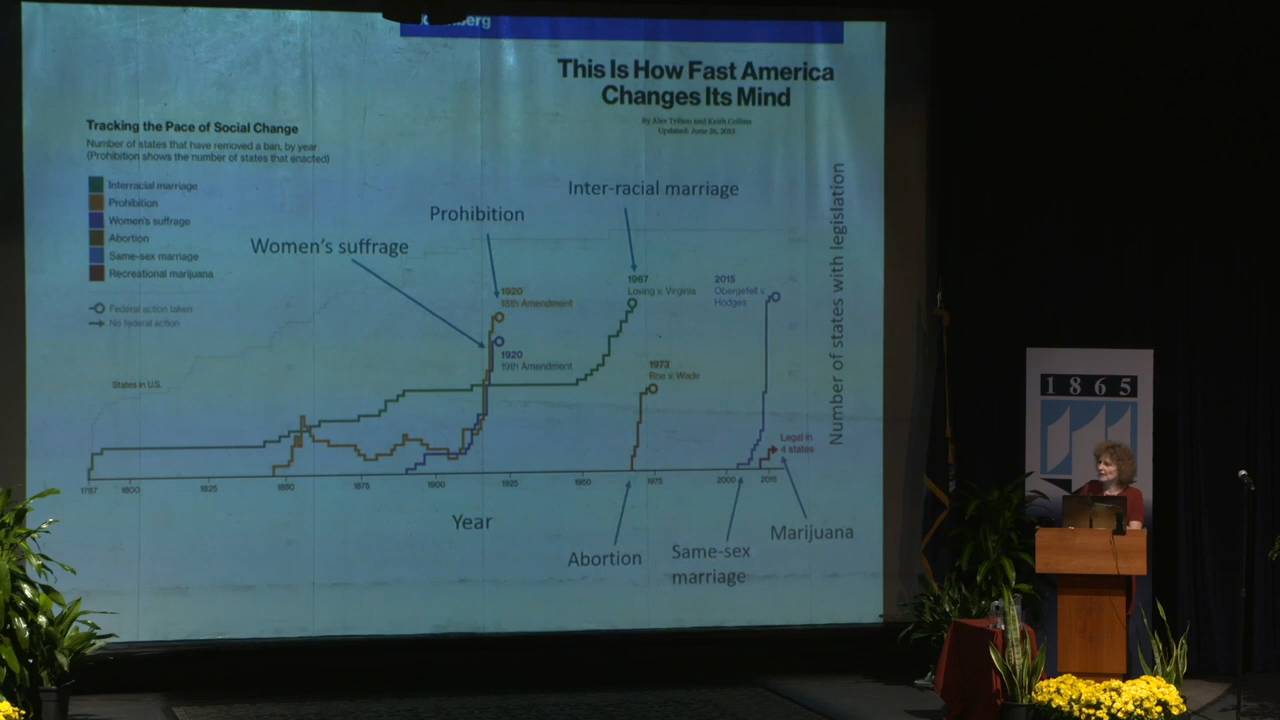 This Is How Fast America
Changes Its Mind
By Alex Tribou and Keith Collins
Updated: June 26, 2015
Tracking the Pace of Social Change
Number of states that have removed a ban, by year
(Prohibition shows the number of states that enacted)
Interracial marriage
Prohibition
Women's suffrage
Abortion
Same-sex marriage
Recreational marijuana
Federal action taken
No federal action
States in U.S.
Women's suffrage
Prohibition
Inter-racial marriage
1920
18th Amendment
1920
19th Amendment
1967
Loving v. Virginia
1973
Roe v. Wade
2015
Obergefell v.
Hodges
Legal in
4 states
Number of states with legislation
1787 1800 1825 1850 1875 1900 1925 1950 1975 2000 2015
Year
Abortion
Same-sex
marriage
Marijuana
1865